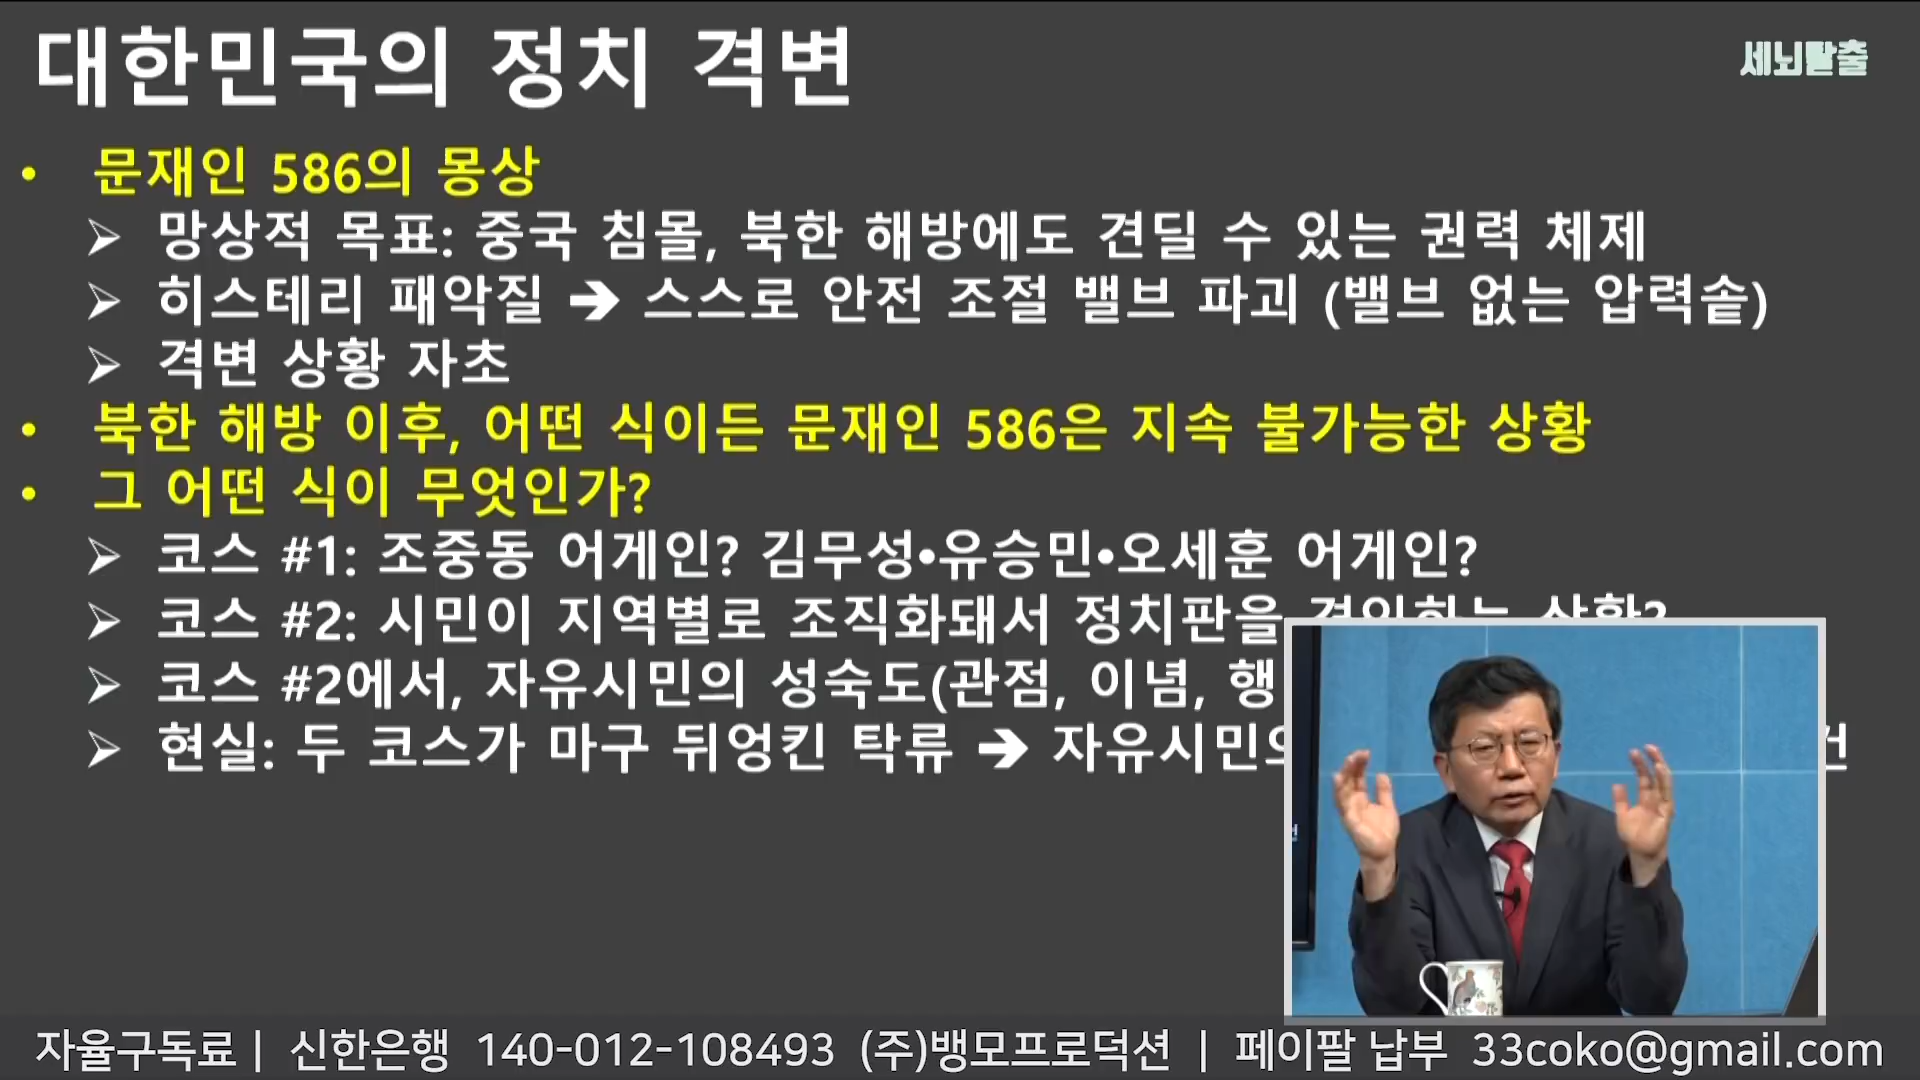 대한민국의 정치 격변
세뇌탈출
• 문재인 586의 몽상
➢ 망상적 목표: 중국 침몰, 북한 해방에도 견딜 수 있는 권력 체제
➢ 히스테리 패악질 ➔ 스스로 안전 조절 밸브 파괴 (밸브 없는 압력솥)
➢ 격변 상황 자초
• 북한 해방 이후, 어떤 식이든 문재인 586은 지속 불가능한 상황
• 그 어떤 식이 무엇인가?
➢ 코스 #1: 조중동 어게인? 김무성•유승민•오세훈 어게인?
➢ 코스 #2: 시민이 지역별로 조직화돼서 정치판을
➢ 코스 #2에서, 자유시민의 성숙도(관점, 이념, 행
➢ 현실: 두 코스가 마구 뒤엉킨 탁류 ➔ 자유시민의
자율구독료 | 신한은행 140-012-108493 (주)뱅모프로덕션 | 페이팔 납부 33coko@gmail.com